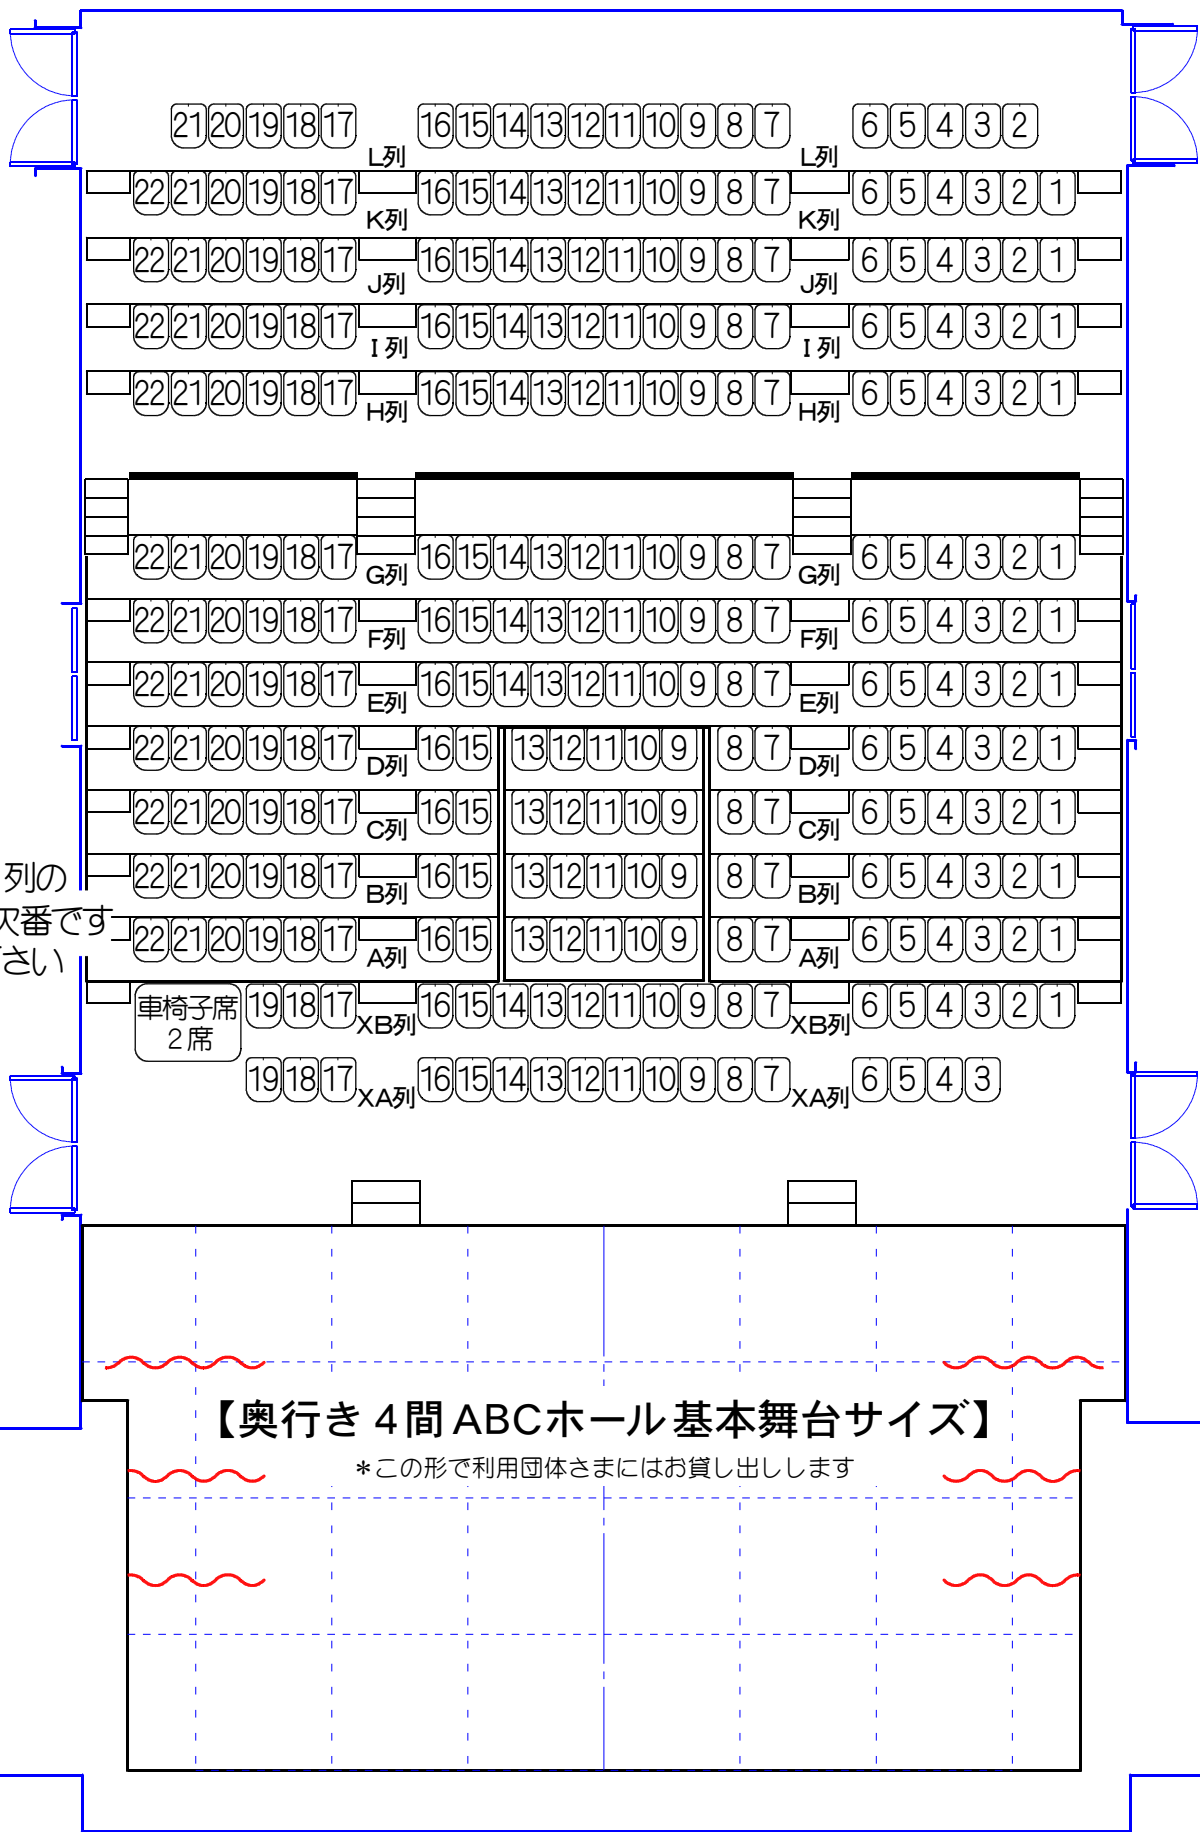 21 20 19 18 17 16 15 14 13 12 11 10 9 8 7 6 5 4 3 2
L列 L列
22 21 20 19 18 17 16 15 14 13 12 11 10 9 8 7 6 5 4 3 2 1
K列 K列
22 21 20 19 18 17 16 15 14 13 12 11 10 9 8 7 6 5 4 3 2 1
J列 J列
22 21 20 19 18 17 16 15 14 13 12 11 10 9 8 7 6 5 4 3 2 1
I列 I列
22 21 20 19 18 17 16 15 14 13 12 11 10 9 8 7 6 5 4 3 2 1
H列 H列
22 21 20 19 18 17 16 15 14 13 12 11 10 9 8 7 6 5 4 3 2 1
G列 G列
22 21 20 19 18 17 16 15 14 13 12 11 10 9 8 7 6 5 4 3 2 1
F列 F列
22 21 20 19 18 17 16 15 14 13 12 11 10 9 8 7 6 5 4 3 2 1
E列 E列
22 21 20 19 18 17 16 15 13 12 11 10 9 8 7 6 5 4 3 2 1
D列 D列
22 21 20 19 18 17 16 15 13 12 11 10 9 8 7 6 5 4 3 2 1
C列 C列
22 21 20 19 18 17 16 15 13 12 11 10 9 8 7 6 5 4 3 2 1
B列 B列
22 21 20 19 18 17 16 15 13 12 11 10 9 8 7 6 5 4 3 2 1
A列 A列
列の
欠番です
さい
車椅子席
2席
19 18 17 16 15 14 13 12 11 10 9 8 7 6 5 4 3 2 1
XB列 XB列
19 18 17 16 15 14 13 12 11 10 9 8 7 6 5 4 3
XA列 XA列
【奥行き4間ABCホール基本舞台サイズ】
*この形で利用団体さまにはお貸し出しします